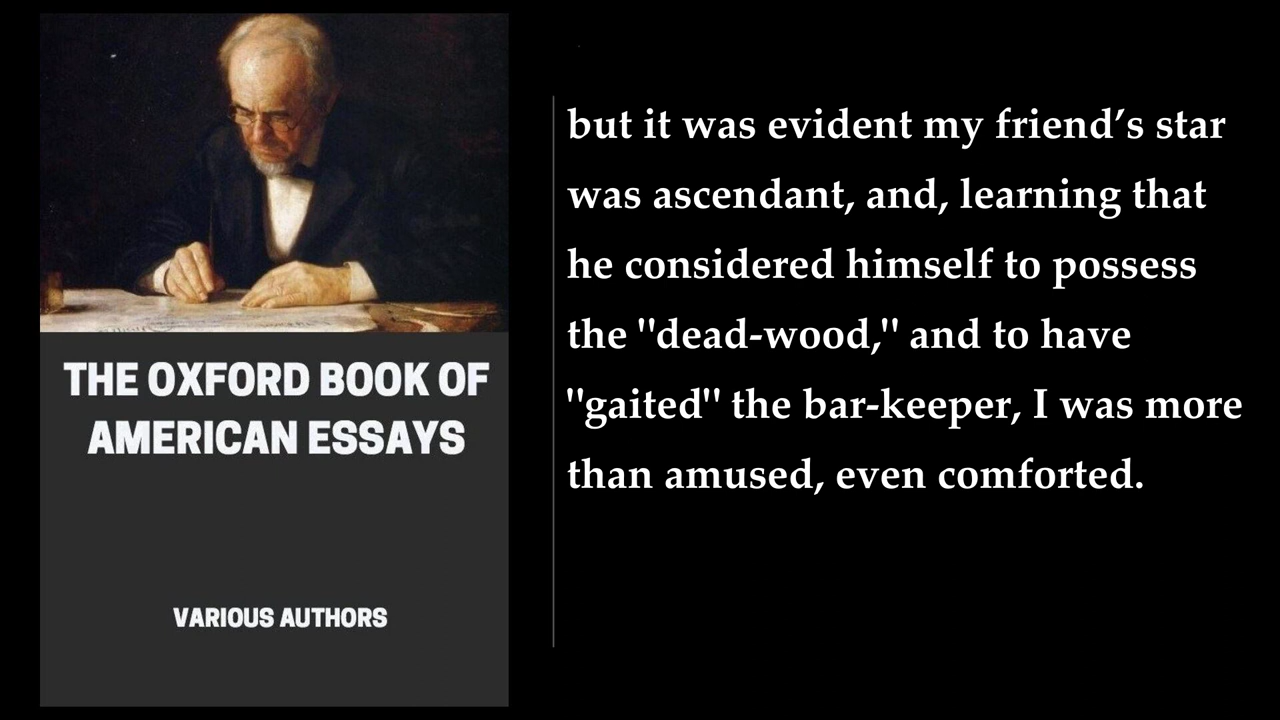 THE OXFORD BOOK OF
AMERICAN ESSAYS
VARIOUS AUTHORS
but it was evident my friend’s star
was ascendant, and, learning that
he considered himself to possess
the "dead-wood," and to have
"gaited" the bar-keeper, I was more
than amused, even comforted.